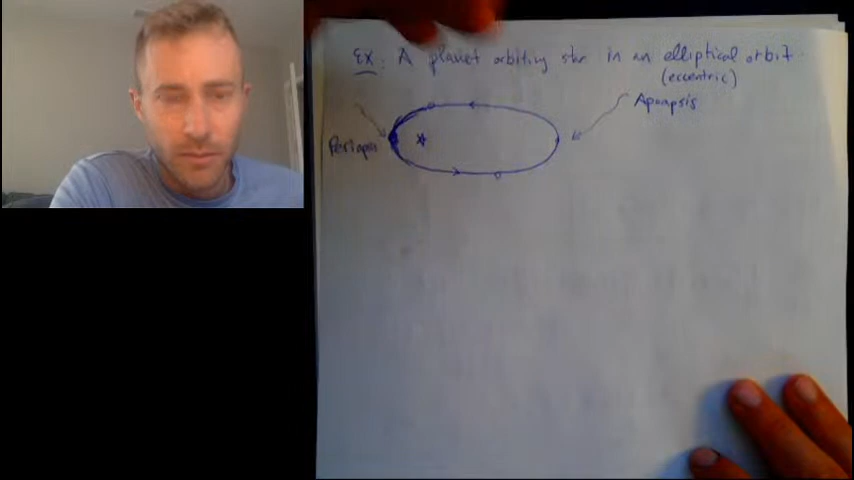 Ex: A planet orbiting star in an elliptical orbit
(eccentric)
Apoapsis
Periapsis